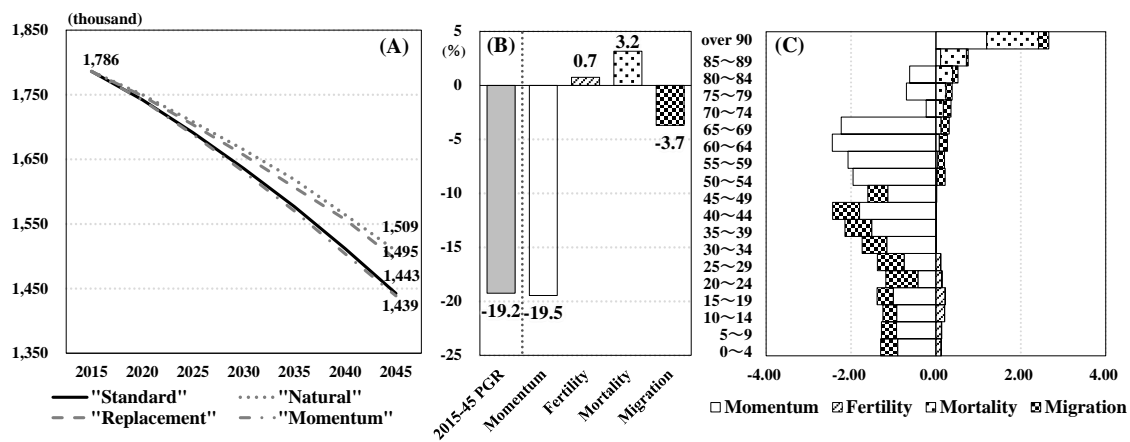 (thousand)
1,850
1,750
1,650
1,550
1,450
1,350
(A)
1,786
1,509
1,495
1,443
1,439
2015 2020 2025 2030 2035 2040 2045
"Standard" "Natural"
"Replacement" "Momentum"
5
(%)
0
-5
-10
-15
-20
-25
(B)
0.7
3.2
-3.7
-19.2
-19.5
2015-45 PGR
Momentum
Fertility
Mortality
Migration
(C)
over 90
85～89
80～84
75～79
70～74
65～69
60～64
55～59
50～54
45～49
40～44
35～39
30～34
25～29
20～24
15～19
10～14
5～9
0～4
-4.00 -2.00 0.00 2.00 4.00
Momentum Fertility Mortality Migration